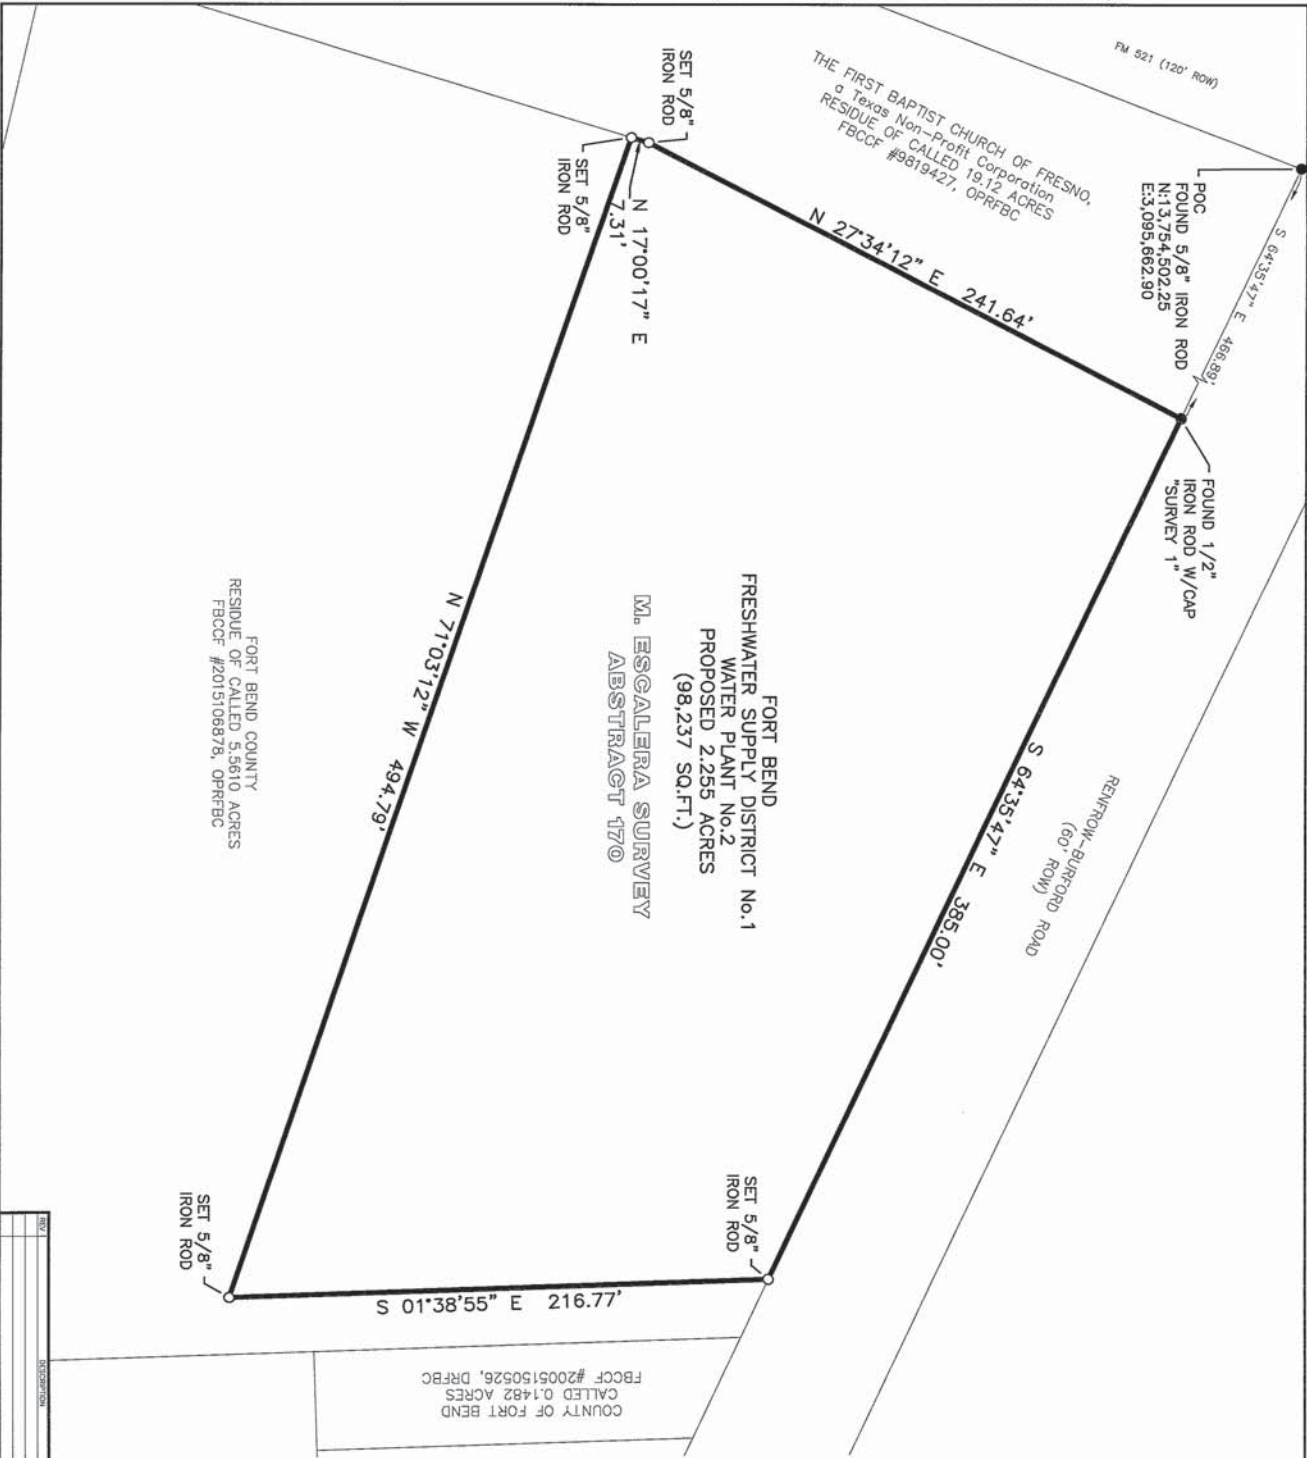 FM 521 (120' ROW)
THE FIRST BAPTIST CHURCH OF FRESNO,
a Texas Non-Profit Corporation
RESIDUE OF CALLED 19.12 ACRES
FBCCF #9819427, OPRFBC
POC
FOUND 5/8" IRON ROD
N:13,754,502.25
E:3,095,662.90
S 64°35'47" E 466.89'
FOUND 1/2"
IRON ROD W/CAP
"SURVEY 1"
SET 5/8"
IRON ROD
N 27°34'12" E 241.64'
SET 5/8"
IRON ROD
N 17°00'17" E
7.31'
RENFROW-BURFORD ROAD
(60' ROW)
S 64°35'47" E 385.00'
FORT BEND
FRESHWATER SUPPLY DISTRICT No.1
WATER PLANT No.2
PROPOSED 2.255 ACRES
(98,237 SQ.FT.)
M. ESCALERA SURVEY
ABSTRACT 170
N 71°03'12" W 494.79'
FORT BEND COUNTY
RESIDUE OF CALLED 5.5610 ACRES
FBCCF #2015106878, OPRFBC
SET 5/8"
IRON ROD
SET 5/8"
IRON ROD
S 01°38'55" E 216.77'
COUNTY OF FORT BEND
CALLED 0.1482 ACRES
FBCCF #2005150526, DRFBC
REV
DESCRIPTION